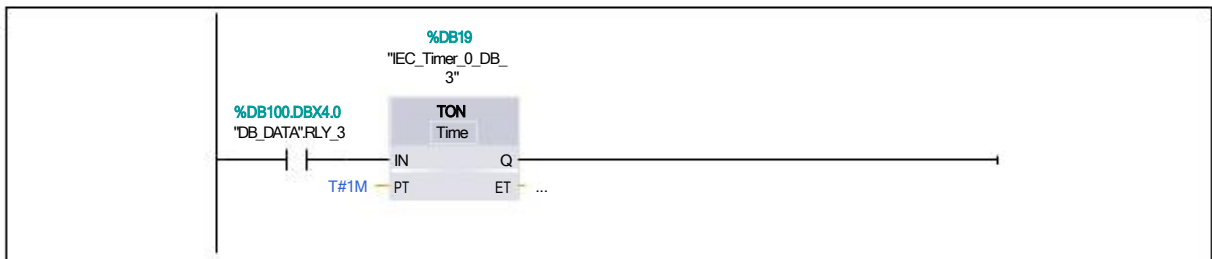 %DB19
"IEC_Timer_0_DB_
3"
%DB100.DBX4.0
"DB_DATA".RLY_3
TON
Time
IN
Q
T#1M
PT
ET
...